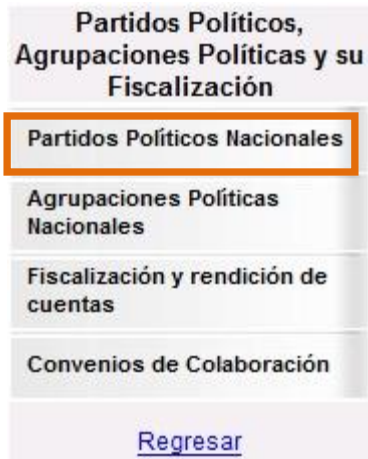 Partidos Políticos,
Agrupaciones Políticas y su
Fiscalización
Partidos Políticos Nacionales
Agrupaciones Políticas
Nacionales
Fiscalización y rendición de
cuentas
Convenios de Colaboración
Regresar